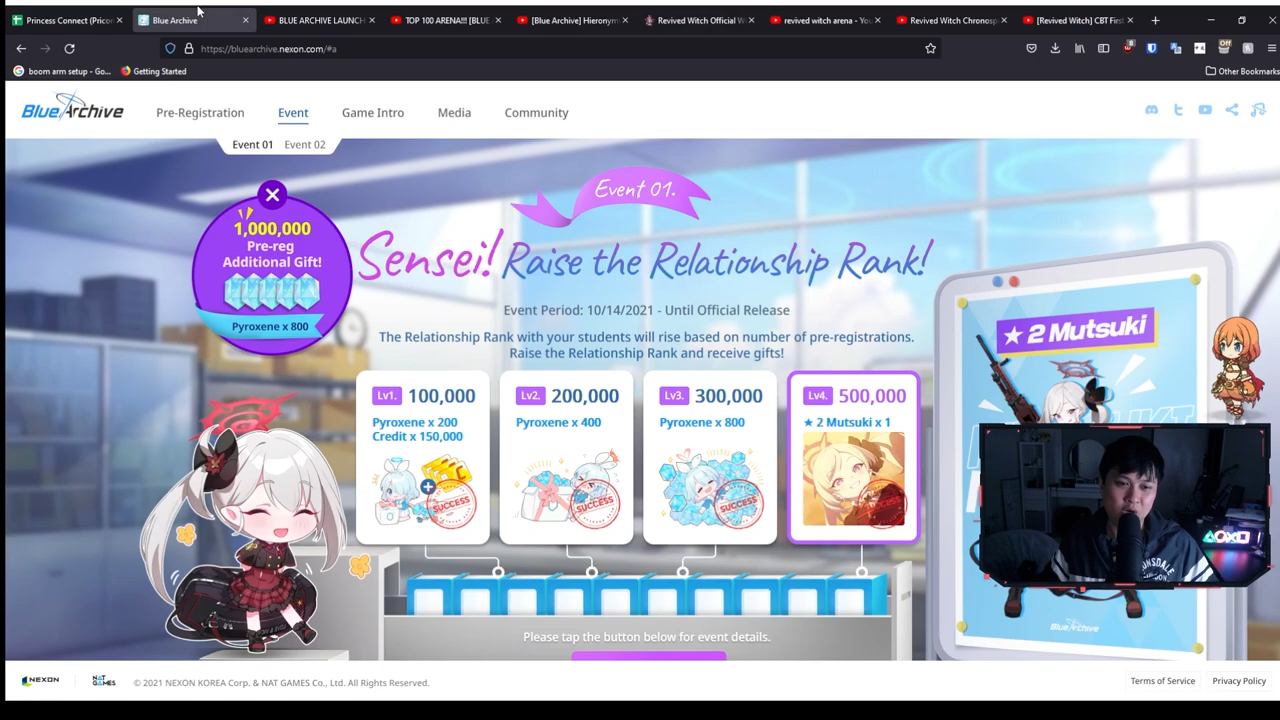 Princess Connect (Pricon
Blue Archive
BLUE ARCHIVE LAUNCH
TOP 100 ARENA!!! [BLUE
[Blue Archive] Hieronym
Revived Witch Official W
revived witch arena - You
Revived Witch Chronosp
[Revived Witch] CBT First
https://bluearchive.nexon.com/#a
Off
boom arm setup - Go...
Getting Started
Other Bookmarks
Blue Archive
Pre-Registration
Event
Game Intro
Media
Community
Event 01
Event 02
Event 01.
1,000,000
Pre-reg
Additional Gift!
Pyroxene x 800
Sensei! Raise the Relationship Rank!
Event Period: 10/14/2021 - Until Official Release
The Relationship Rank with your students will rise based on number of pre-registrations.
Raise the Relationship Rank and receive gifts!
Lv1. 100,000
Pyroxene x 200
Credit x 150,000
SUCCESS
Lv2. 200,000
Pyroxene x 400
SUCCESS
Lv3. 300,000
Pyroxene x 800
SUCCESS
Lv4. 500,000
★ 2 Mutsuki x 1
★ 2 Mutsuki
Blue Archive
Please tap the button below for event details.
NEXON
NAT GAMES
© 2021 NEXON KOREA Corp. & NAT GAMES Co., Ltd. All Rights Reserved.
Terms of Service
Privacy Policy